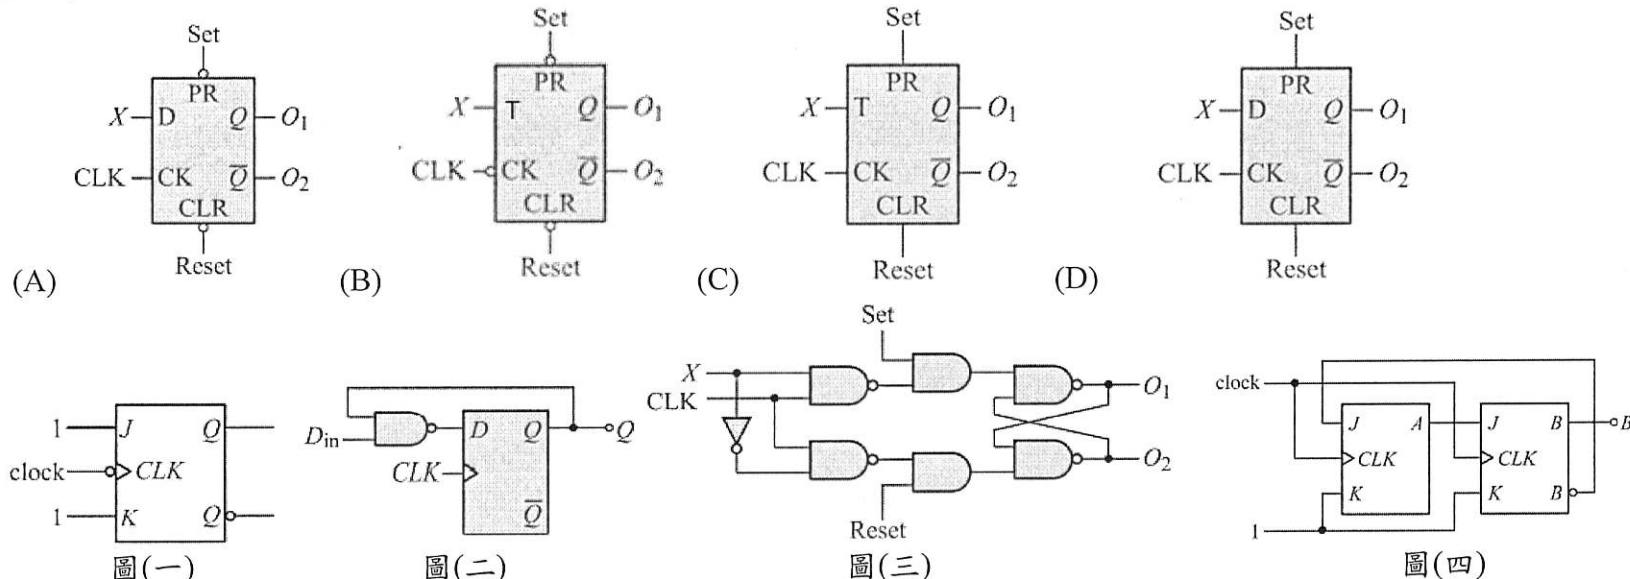 Set
PR
X D Q O₁
CLK CK Q̅ O₂
CLR
Reset
(A)
Set
PR
X T Q O₁
CLK CK Q̅ O₂
CLR
Reset
(B)
Set
PR
X T Q O₁
CLK CK Q̅ O₂
CLR
Reset
(C)
Set
PR
X D Q O₁
CLK CK Q̅ O₂
CLR
Reset
(D)
1 J Q
clock CLK
1 K Q
圖(一)
D Q Q
Din
CLK
Q̅
圖(二)
Set
X
CLK
O₁
O₂
Reset
圖(三)
clock
J A J B B
CLK CLK
K K B
1
圖(四)